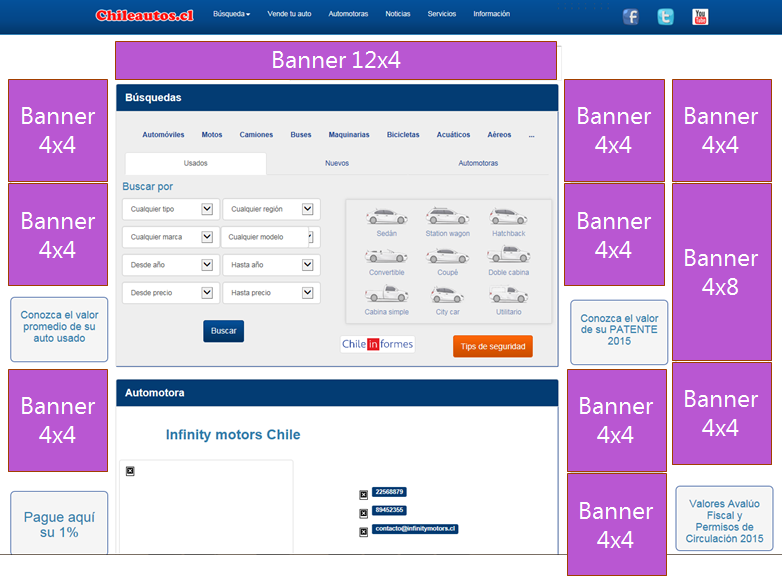 Chileautos.cl
Búsqueda
Vende tu auto
Automotoras
Noticias
Servicios
Información
You
Tube
Banner 12x4
Banner
4x4
Banner
4x4
Conozca el valor
promedio de su
auto usado
Banner
4x4
Pague aquí
su 1%
Búsquedas
Automóviles
Motos
Camiones
Buses
Maquinarias
Bicicletas
Acuáticos
Aéreos
...
Usados
Nuevos
Automotoras
Buscar por
Cualquier tipo
Cualquier región
Cualquier marca
Cualquier modelo
Desde año
Hasta año
Desde precio
Hasta precio
Buscar
Sedán
Station wagon
Hatchback
Convertible
Coupé
Doble cabina
Cabina simple
City car
Utilitario
Chile in formes
Tips de seguridad
Automotora
Infinity motors Chile
22568879
89452355
contacto@infinitymotors.cl
Banner
4x4
Banner
4x4
Conozca el valor
de su PATENTE
2015
Banner
4x4
Banner
4x4
Banner
4x4
Banner
4x8
Banner
4x4
Valores Avalúo
Fiscal y
Permisos de
Circulación 2015